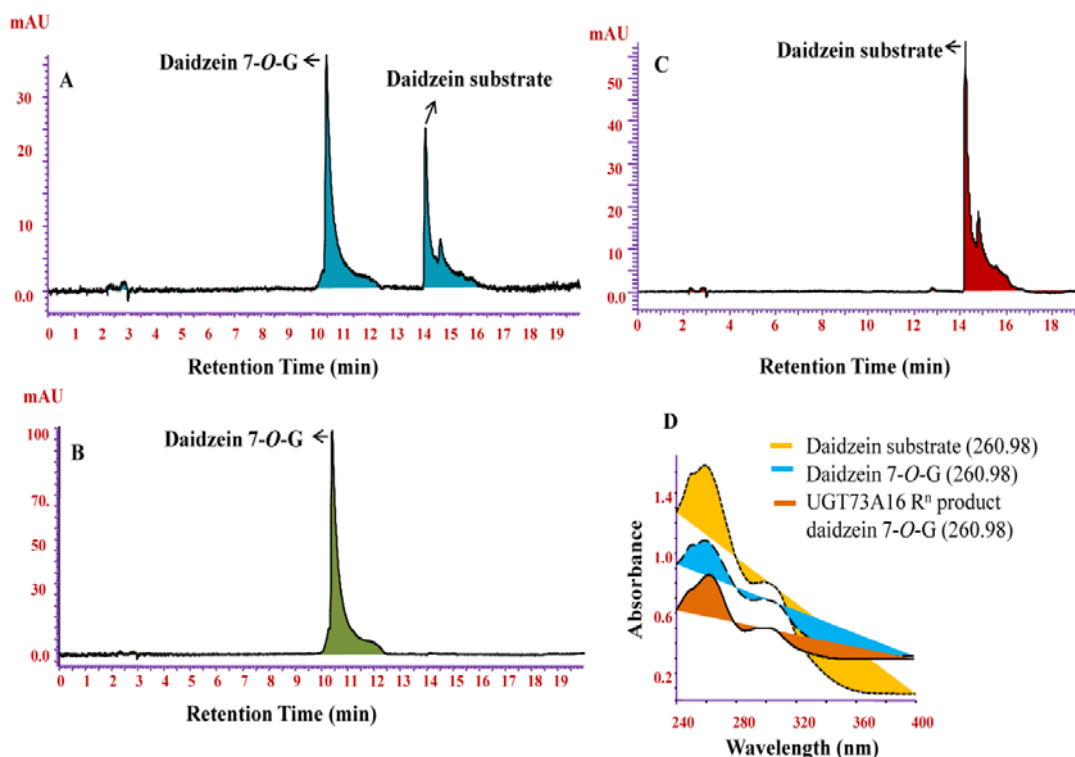 mAU
A
Daidzein 7-O-G
Daidzein substrate
30
20
10
0.0
0 1 2 3 4 5 6 7 8 9 10 11 12 13 14 15 16 17 18 19
Retention Time (min)
mAU
C
Daidzein substrate
50
40
30
20
10
0.0
0 2 4 6 8 10 12 14 16 18
Retention Time (min)
mAU
B
Daidzein 7-O-G
100
70.
50
30
0.0
0 1 2 3 4 5 6 7 8 9 10 11 12 13 14 15 16 17 18 19
Retention Time (min)
D
Daidzein substrate (260.98)
Daidzein 7-O-G (260.98)
UGT73A16 Rⁿ product
daidzein 7-O-G (260.98)
Absorbance
1.4
1.0
0.6
0.2
240 280 320 360 400
Wavelength (nm)